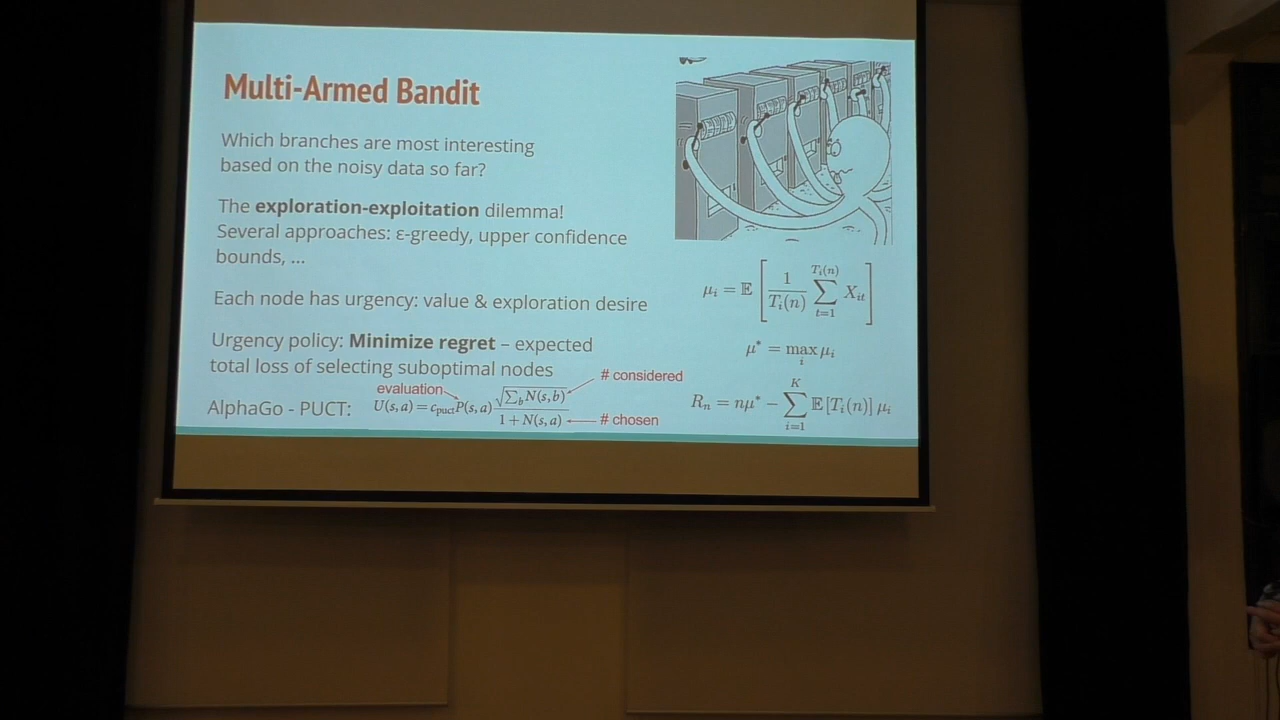 Multi-Armed Bandit
Which branches are most interesting
based on the noisy data so far?
The exploration-exploitation dilemma!
Several approaches: ε-greedy, upper confidence
bounds, ...
Each node has urgency: value & exploration desire
Urgency policy: Minimize regret – expected
total loss of selecting suboptimal nodes
AlphaGo - PUCT:
evaluation
U(s,a) = c_puct P(s,a) √(∑_b N(s,b)) / (1 + N(s,a))
# considered
# chosen
μ_i = 𝔼 [ 1/T_i(n) ∑_{t=1}^{T_i(n)} X_{it} ]
μ* = max_i μ_i
R_n = nμ* − ∑_{i=1}^{K} 𝔼[T_i(n)] μ_i